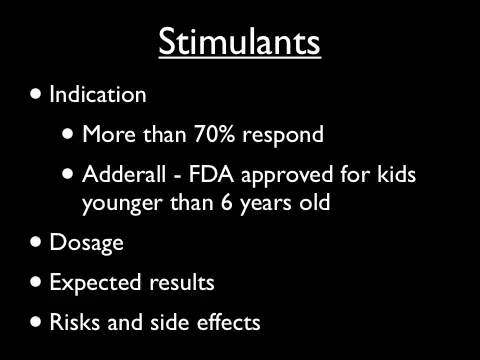 Stimulants
• Indication
• More than 70% respond
• Adderall - FDA approved for kids
younger than 6 years old
• Dosage
• Expected results
• Risks and side effects